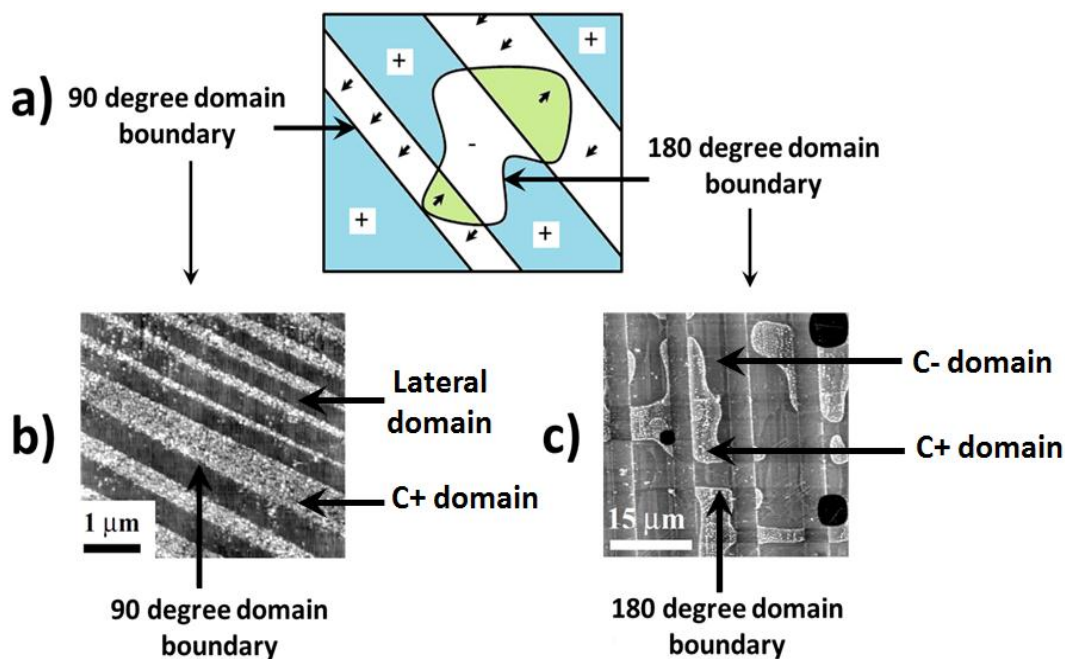 a)
90 degree domain
boundary
+
+
-
+
+
180 degree domain
boundary
b)
Lateral
domain
C+ domain
1 µm
90 degree domain
boundary
c)
C- domain
C+ domain
15 µm
180 degree domain
boundary